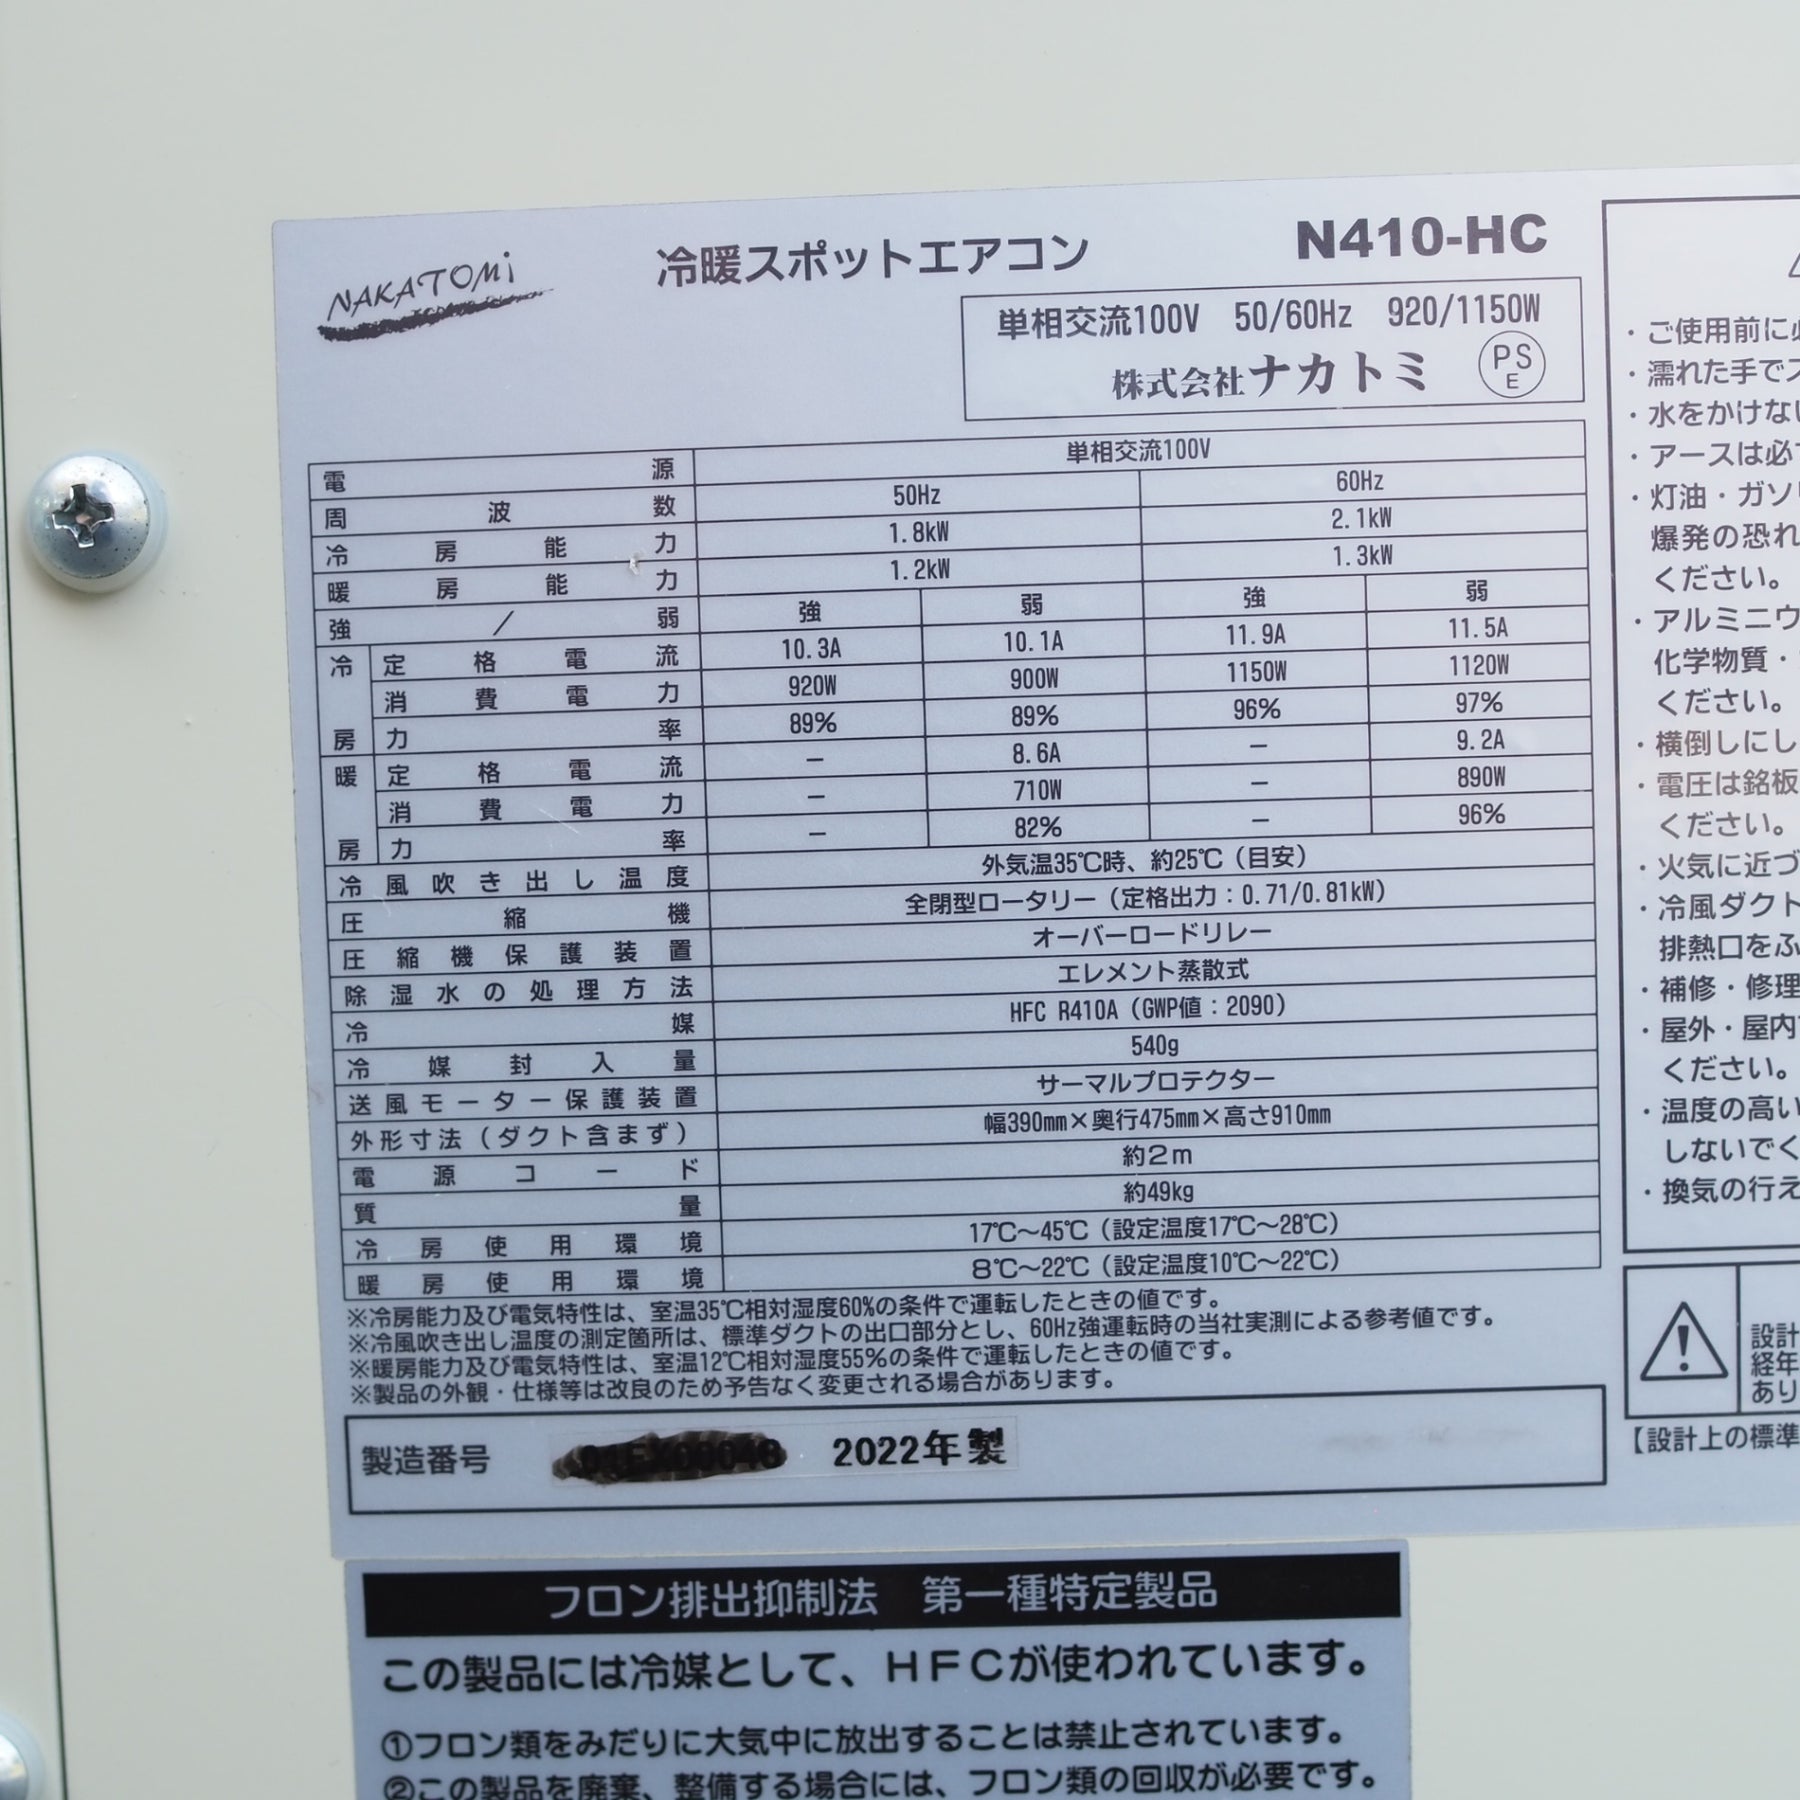 NAKATOMi
冷暖スポットエアコン
N410-HC
単相交流100V 50/60Hz 920/1150W
株式会社ナカトミ
PS
E
電源 単相交流100V
周波数 50Hz 60Hz
冷房能力 1.8kW 2.1kW
暖房能力 1.2kW 1.3kW
強/弱 強 弱 強 弱
冷房 定格電流 10.3A 10.1A 11.9A 11.5A
消費電力 920W 900W 1150W 1120W
力率 89% 89% 96% 97%
暖房 定格電流 — 8.6A — 9.2A
消費電力 — 710W — 890W
力率 — 82% — 96%
冷風吹き出し温度 外気温35℃時、約25℃（目安）
圧縮機 全閉型ロータリー（定格出力：0.71/0.81kW）
圧縮機保護装置 オーバーロードリレー
除湿水の処理方法 エレメント蒸散式
冷媒 HFC R410A（GWP値：2090）
冷媒封入量 540g
送風モーター保護装置 サーマルプロテクター
外形寸法(ダクト含まず) 幅390mm×奥行475mm×高さ910mm
電源コード 約2m
質量 約49kg
冷房使用環境 17℃～45℃（設定温度17℃～28℃）
暖房使用環境 8℃～22℃（設定温度10℃～22℃）
※冷房能力及び電気特性は、室温35℃相対湿度60%の条件で運転したときの値です。
※冷風吹き出し温度の測定箇所は、標準ダクトの出口部分とし、60Hz強運転時の当社実測による参考値です。
※暖房能力及び電気特性は、室温12℃相対湿度55%の条件で運転したときの値です。
※製品の外観・仕様等は改良のため予告なく変更される場合があります。
製造番号 2022年製
・ご使用前に
・濡れた手で
・水をかけな
・アースは必
・灯油・ガソ
爆発の恐れ
ください。
・アルミニウ
化学物質・
ください。
・横倒しにし
・電圧は銘板
ください。
・火気に近づ
・冷風ダクト
排熱口をふ
・補修・修理
・屋外・屋内
ください。
・温度の高い
しないでく
・換気の行え
設計
経年
あり
【設計上の標準
フロン排出抑制法 第一種特定製品
この製品には冷媒として、HFCが使われています。
①フロン類をみだりに大気中に放出することは禁止されています。
②この製品を廃棄、整備する場合には、フロン類の回収が必要です。